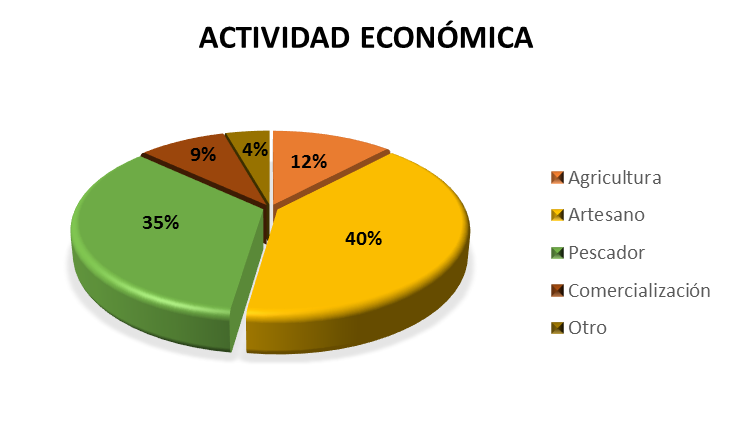 ACTIVIDAD ECONÓMICA
12%
40%
35%
9%
4%
Agricultura
Artesano
Pescador
Comercialización
Otro